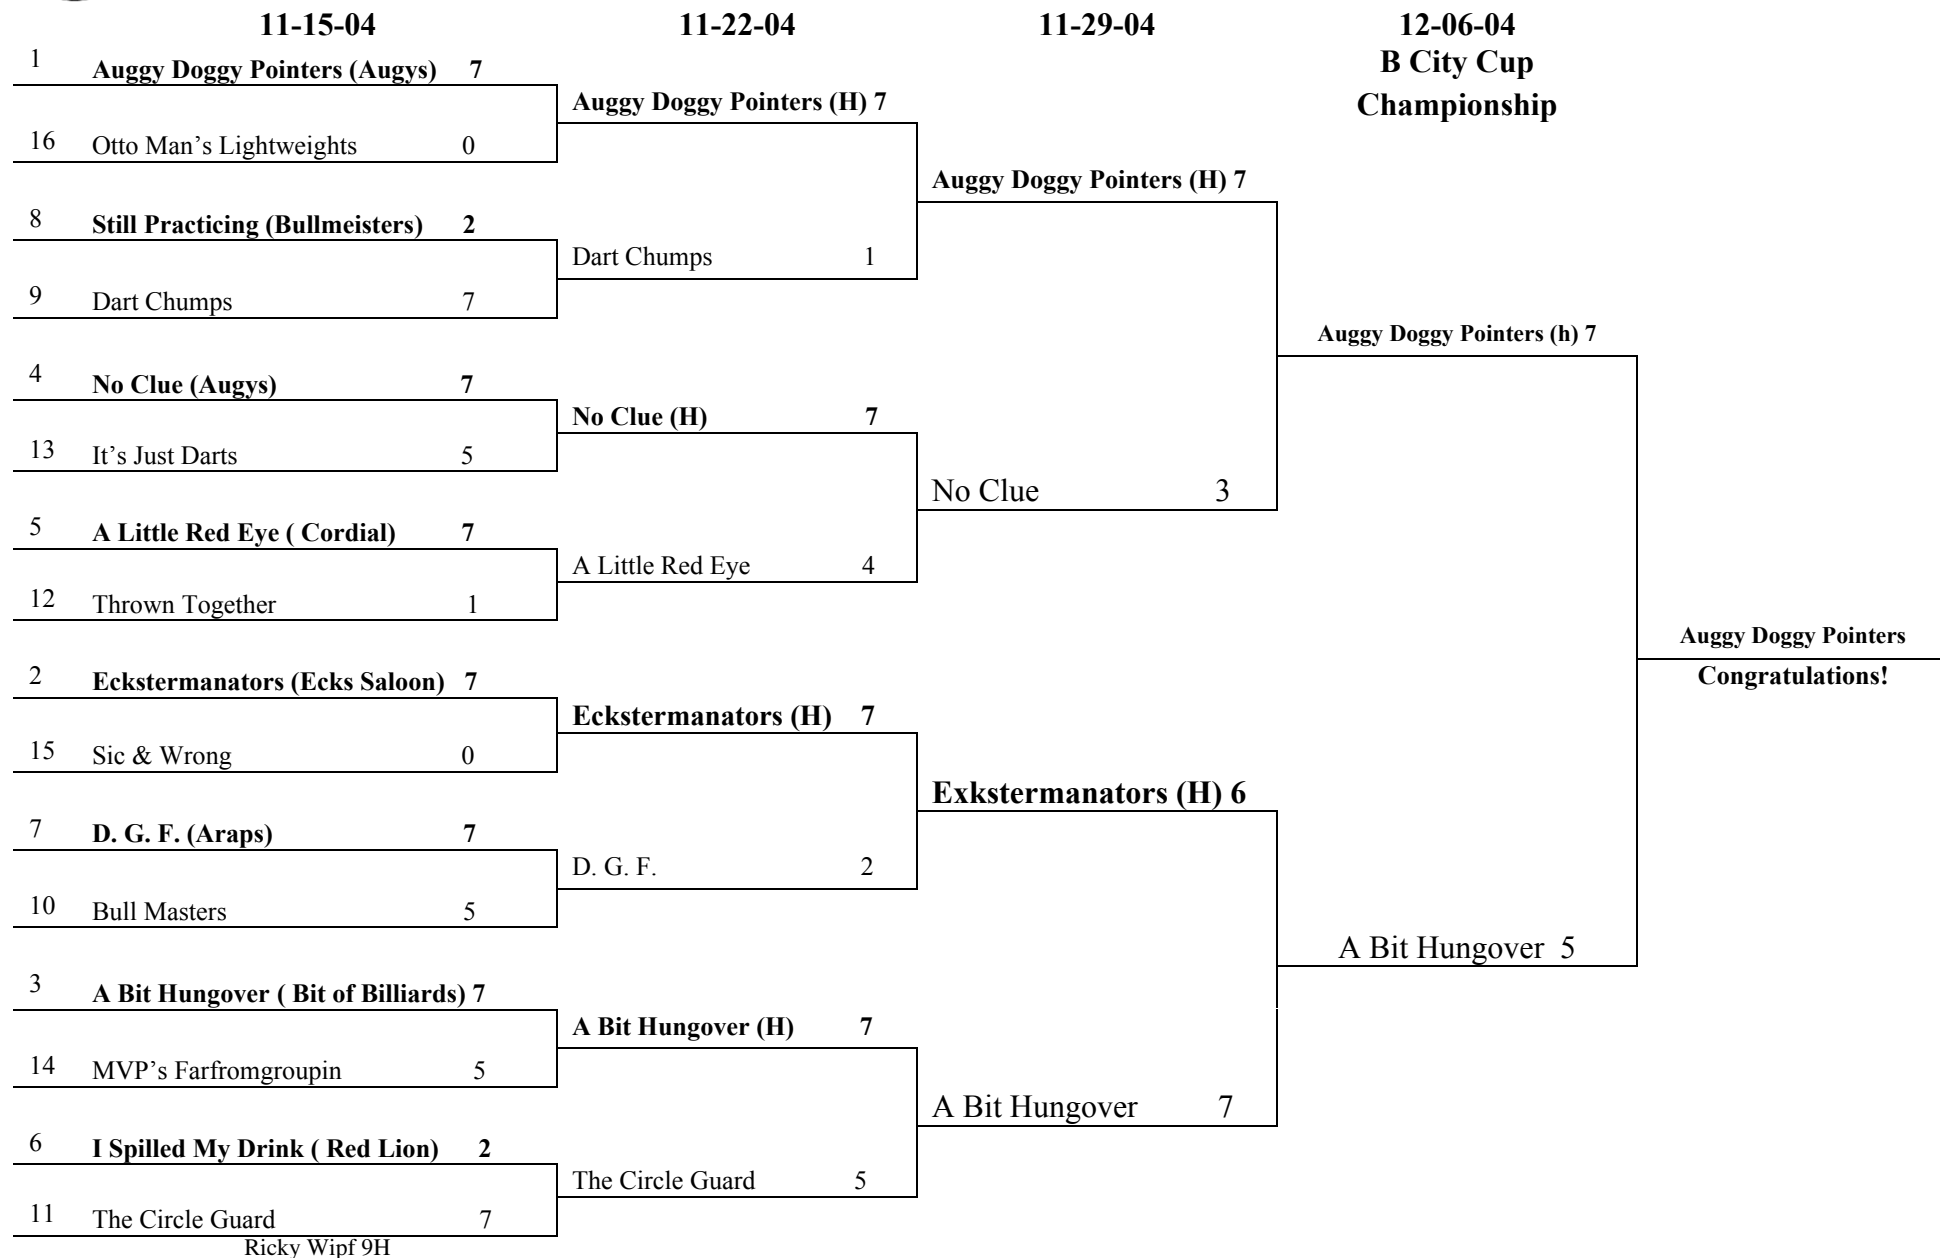 11-15-04 11-22-04 11-29-04 12-06-04
B City Cup
Championship
1 Auggy Doggy Pointers (Augys) 7
16 Otto Man’s Lightweights 0
8 Still Practicing (Bullmeisters) 2
9 Dart Chumps 7
4 No Clue (Augys) 7
13 It’s Just Darts 5
5 A Little Red Eye ( Cordial) 7
12 Thrown Together 1
2 Eckstermanators (Ecks Saloon) 7
15 Sic & Wrong 0
7 D. G. F. (Araps) 7
10 Bull Masters 5
3 A Bit Hungover ( Bit of Billiards) 7
14 MVP’s Farfromgroupin 5
6 I Spilled My Drink ( Red Lion) 2
11 The Circle Guard 7
Ricky Wipf 9H
Auggy Doggy Pointers (H) 7
Dart Chumps 1
No Clue (H) 7
A Little Red Eye 4
Eckstermanators (H) 7
D. G. F. 2
A Bit Hungover (H) 7
The Circle Guard 5
Auggy Doggy Pointers (H) 7
No Clue 3
Exkstermanators (H) 6
A Bit Hungover 7
Auggy Doggy Pointers (h) 7
A Bit Hungover 5
Auggy Doggy Pointers
Congratulations!